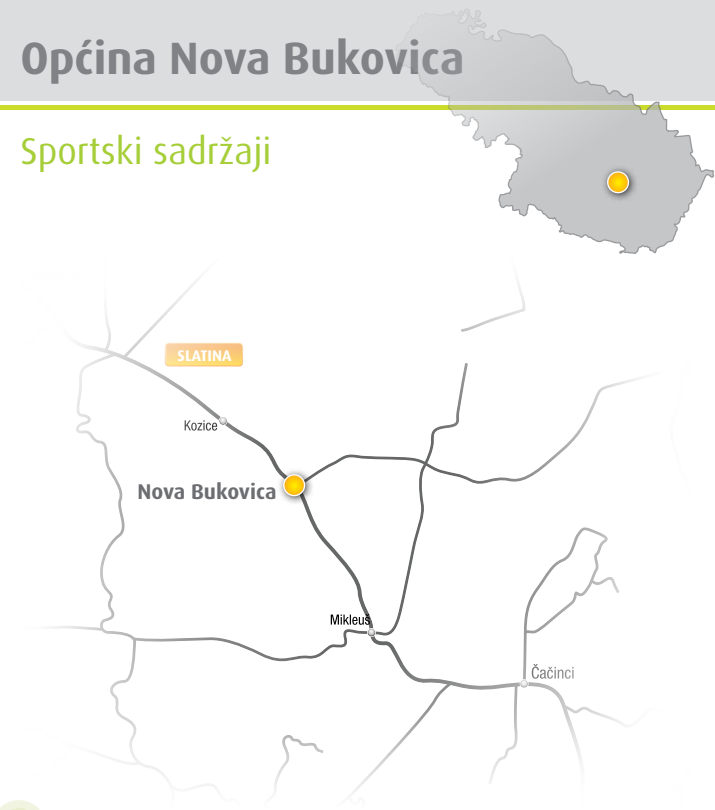 Općina Nova Bukovica
Sportski sadržaji
SLATINA
Kozice
Nova Bukovica
Mikleuš
Čačinci